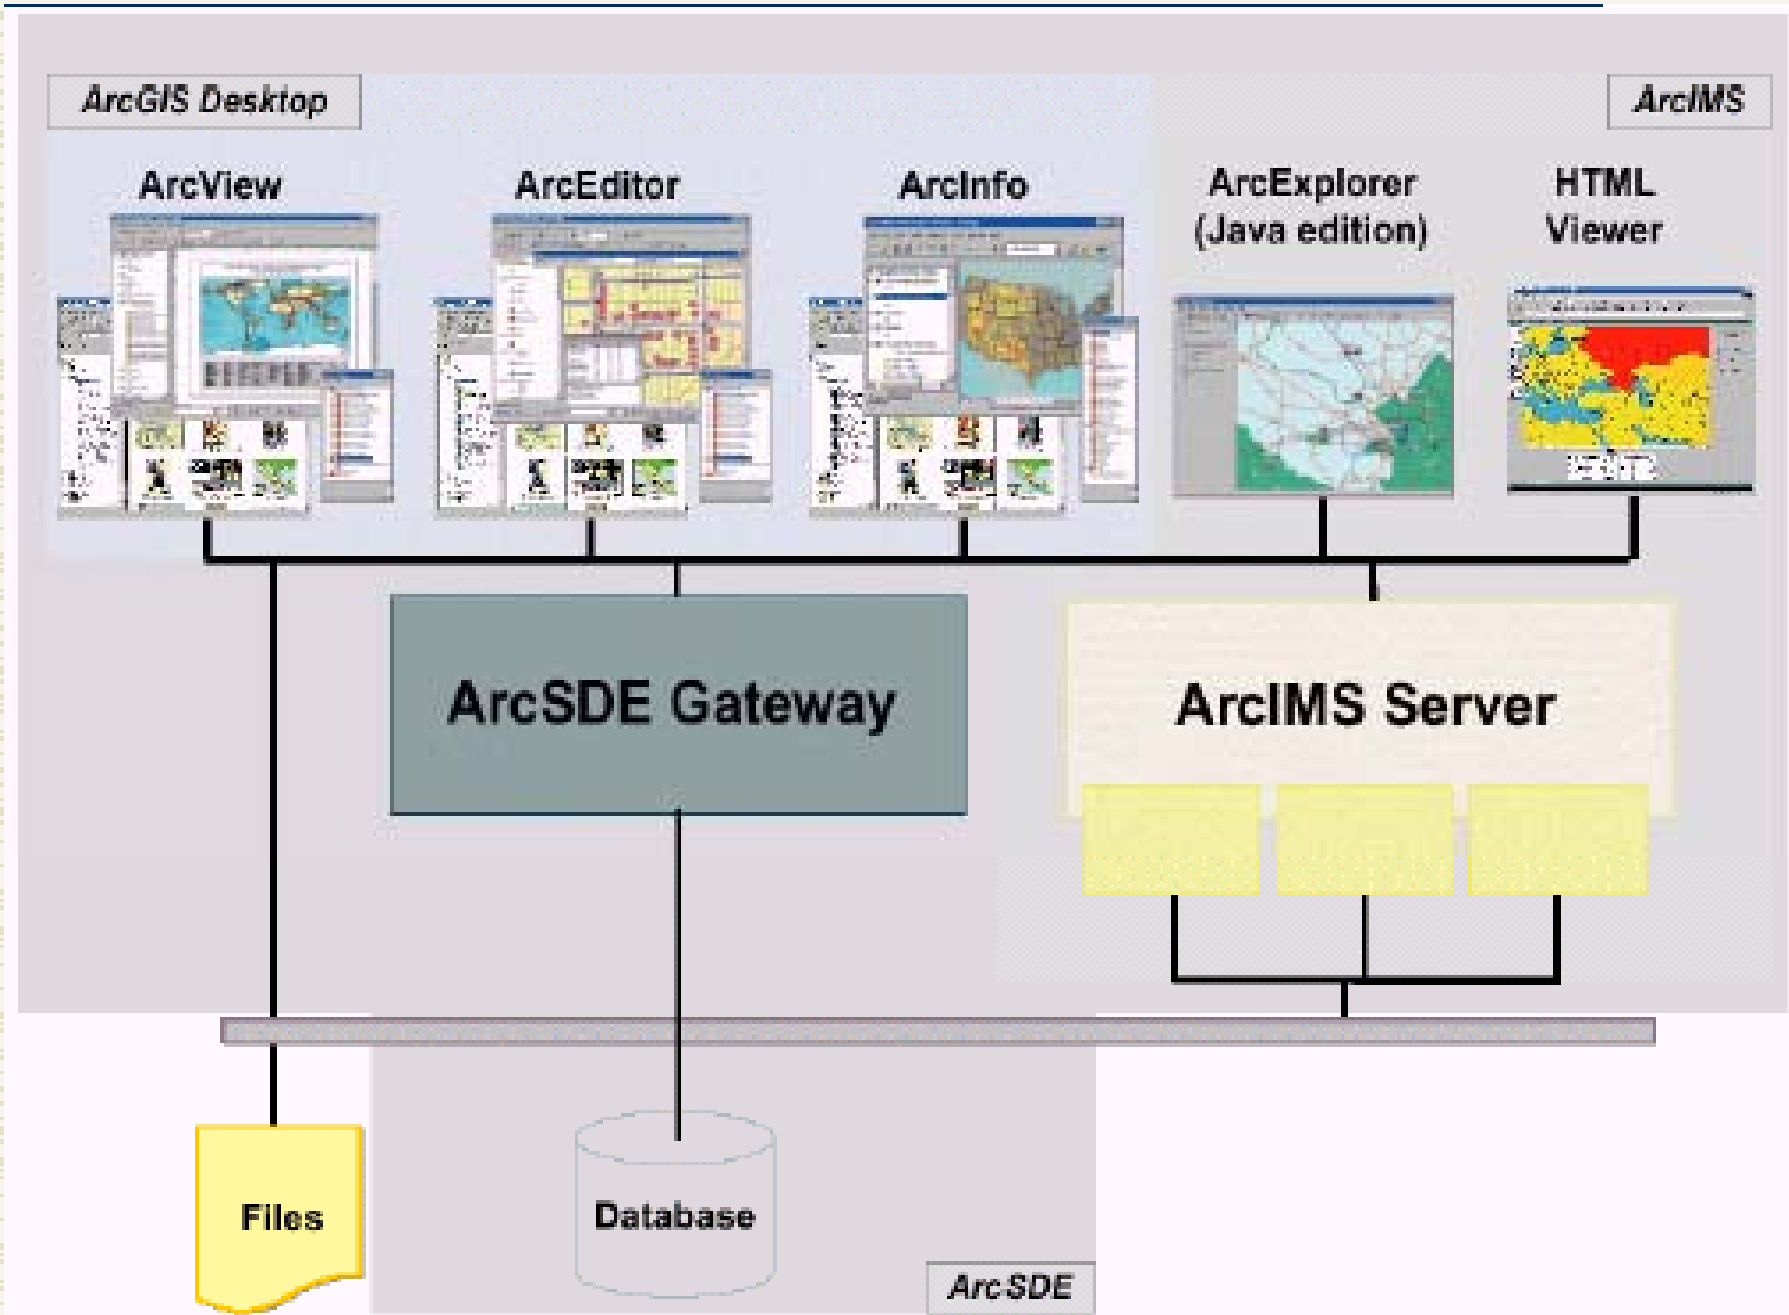 ArcGIS Desktop
ArcIMS
ArcView
ArcEditor
ArcInfo
ArcExplorer
(Java edition)
HTML
Viewer
ArcSDE Gateway
ArcIMS Server
Files
Database
ArcSDE